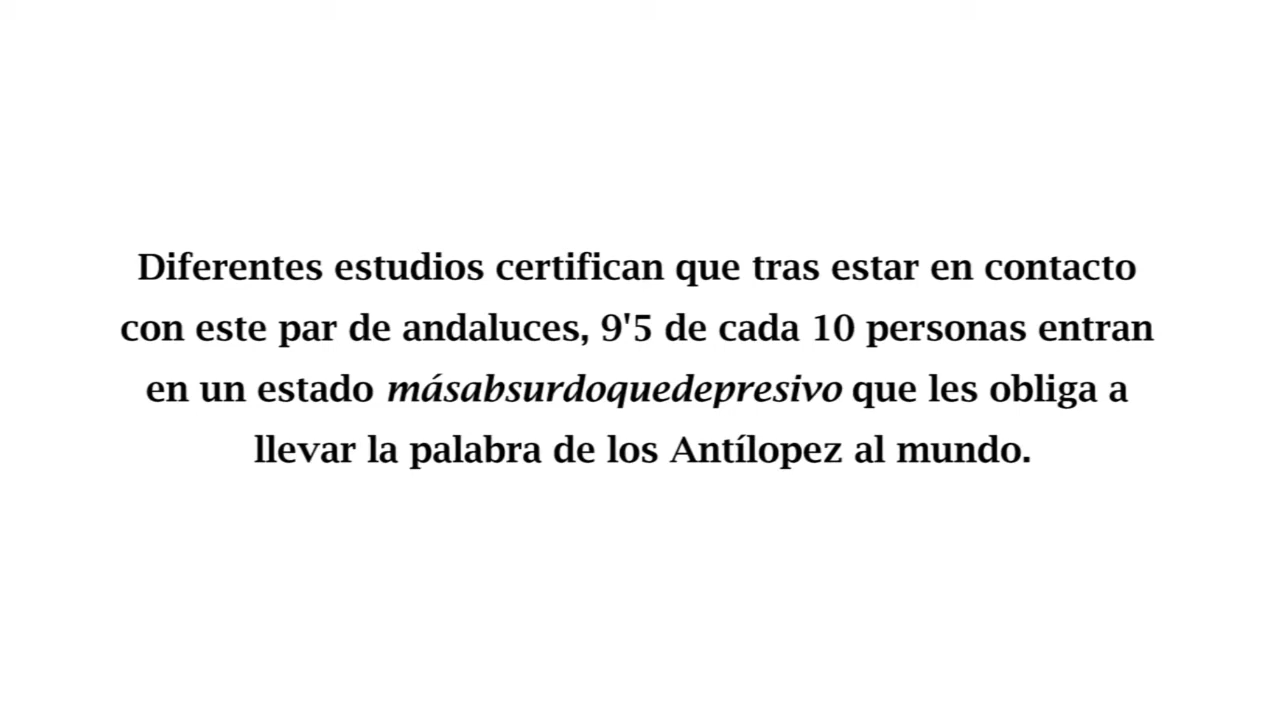 Diferentes estudios certifican que tras estar en contacto
con este par de andaluces, 9'5 de cada 10 personas entran
en un estado másabsurdoquedepresivo que les obliga a
llevar la palabra de los Antílopez al mundo.